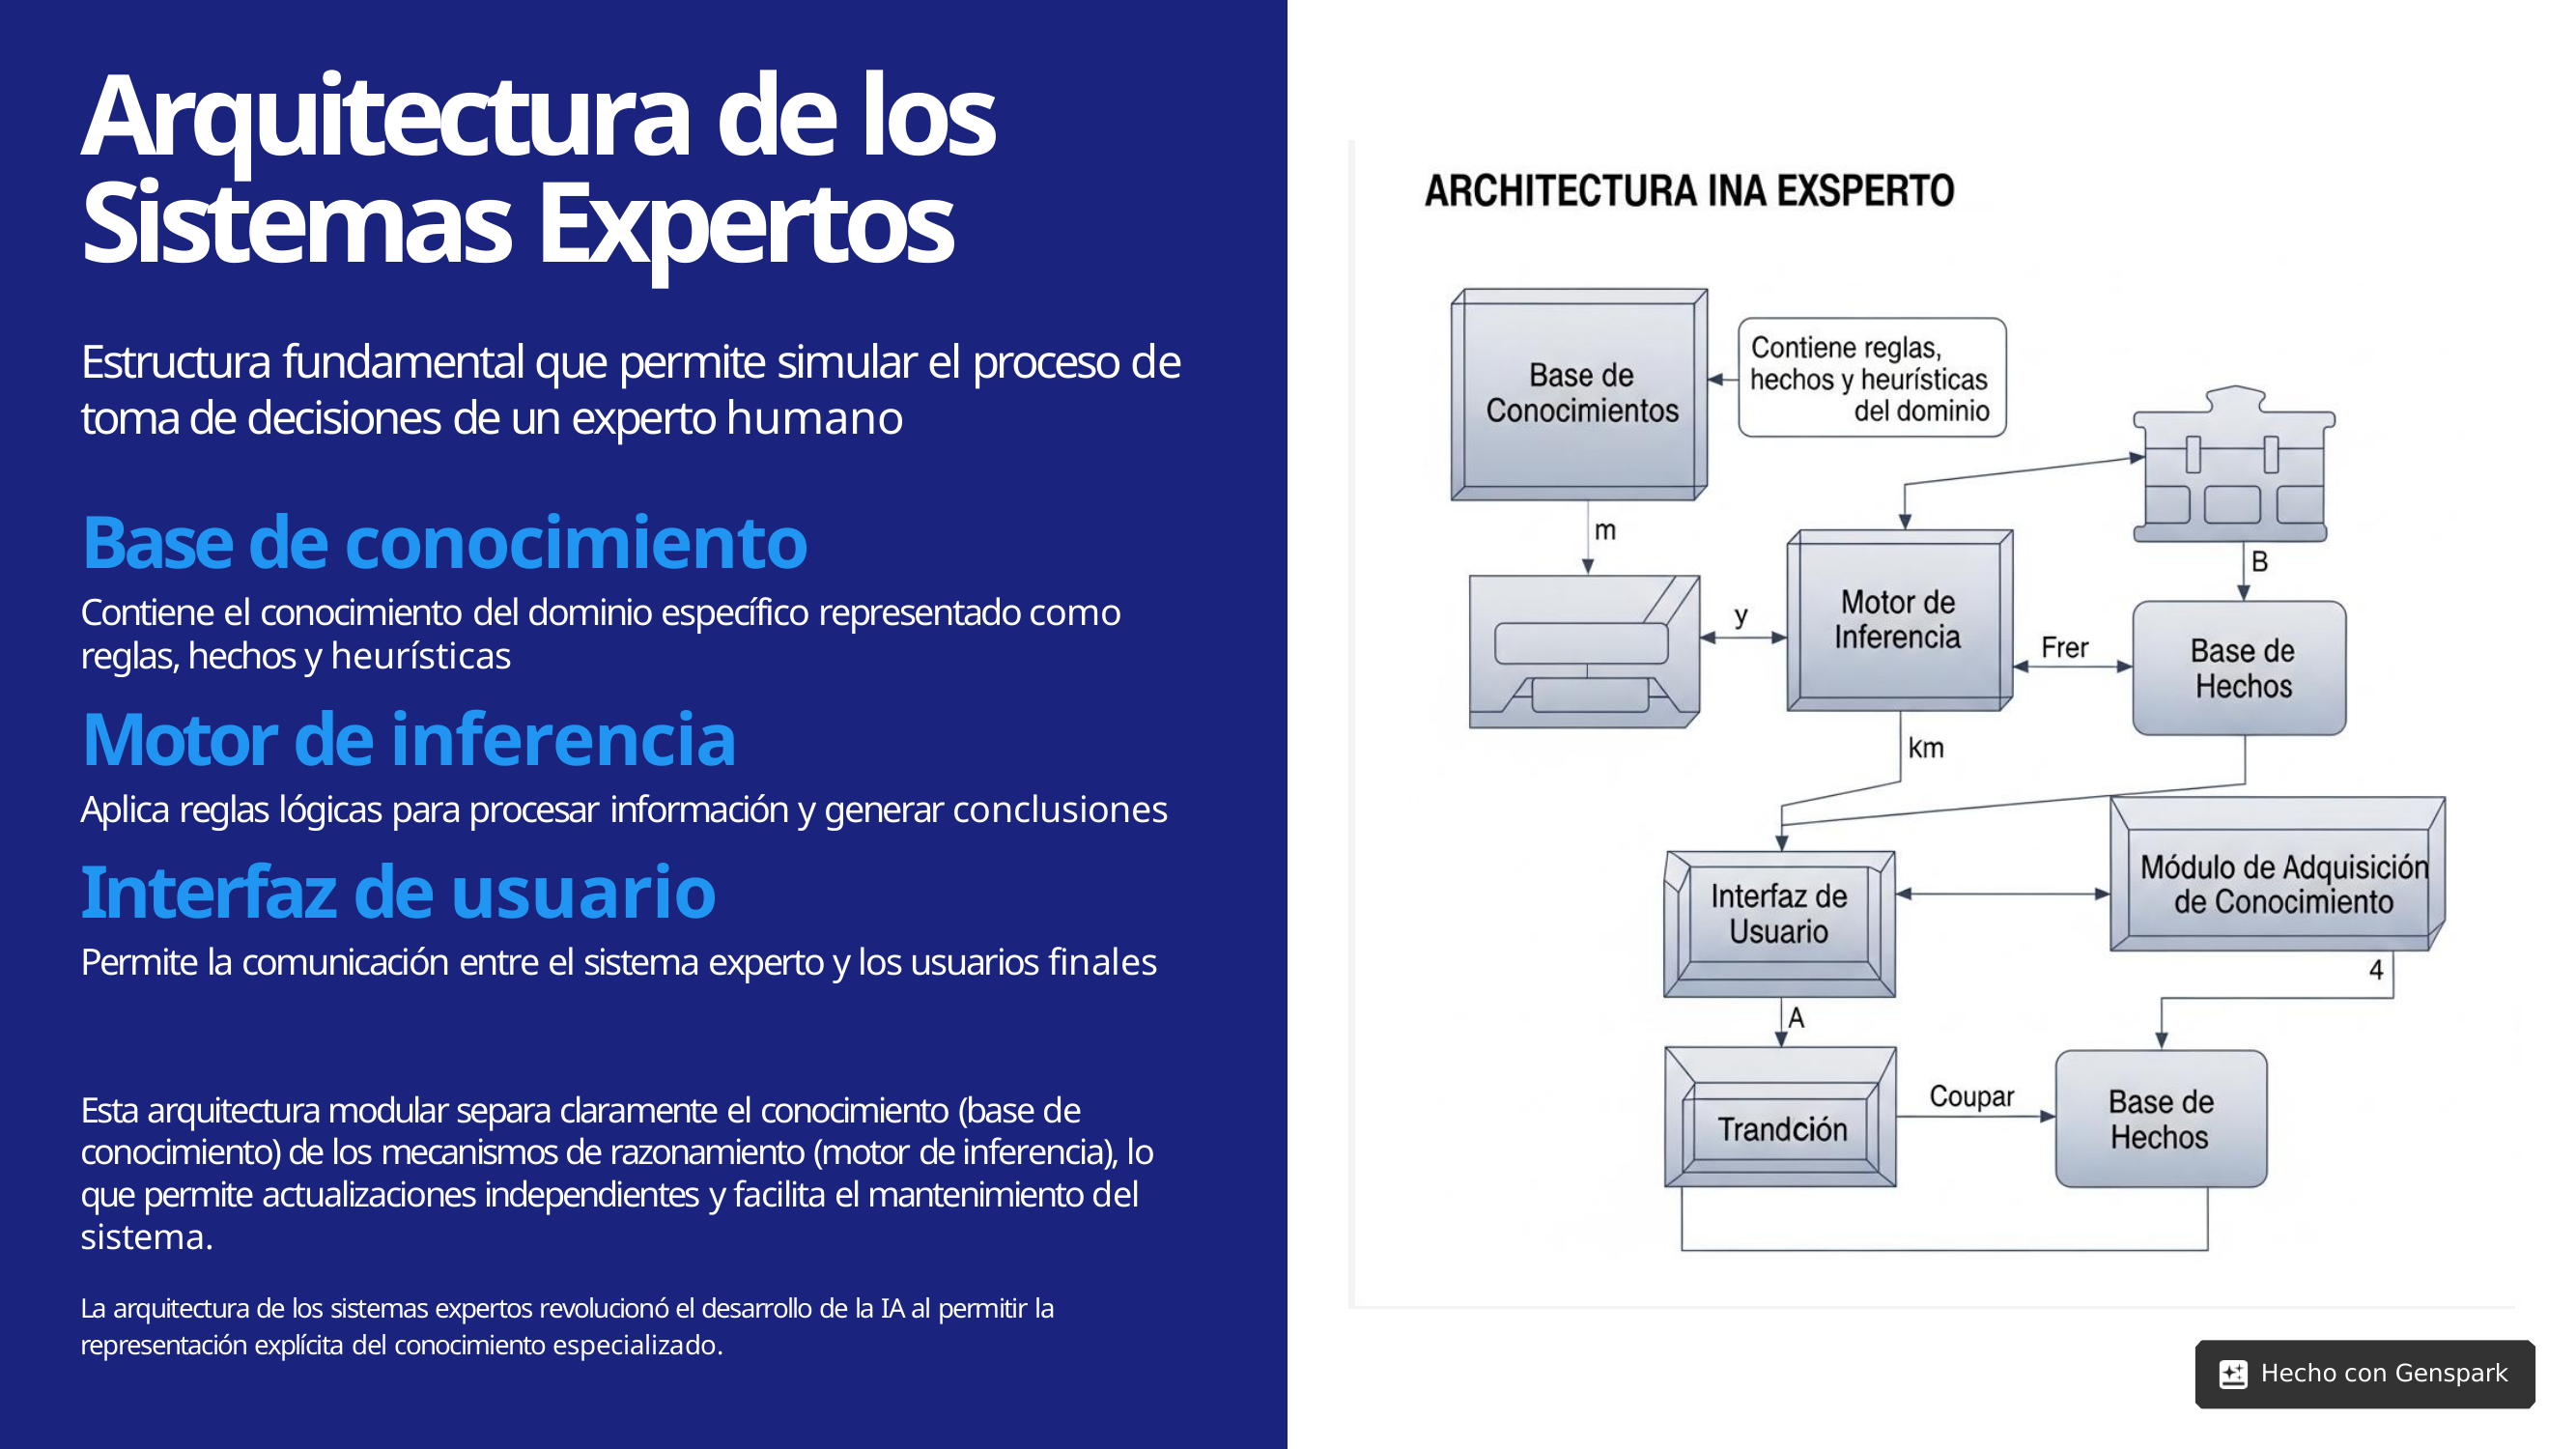 Arquitectura de los
Sistemas Expertos
Estructura fundamental que permite simular el proceso de
toma de decisiones de un experto humano
Base de conocimiento
Contiene el conocimiento del dominio específico representado como
reglas, hechos y heurísticas
Motor de inferencia
Aplica reglas lógicas para procesar información y generar conclusiones
Interfaz de usuario
Permite la comunicación entre el sistema experto y los usuarios finales
Esta arquitectura modular separa claramente el conocimiento (base de
conocimiento) de los mecanismos de razonamiento (motor de inferencia), lo
que permite actualizaciones independientes y facilita el mantenimiento del
sistema.
La arquitectura de los sistemas expertos revolucionó el desarrollo de la IA al permitir la
representación explícita del conocimiento especializado.
ARCHITECTURA INA EXSPERTO
Base de
Conocimientos
Contiene reglas,
hechos y heurísticas
del dominio
m
B
y
Motor de
Inferencia
Frer
Base de
Hechos
km
Interfaz de
Usuario
Módulo de Adquisición
de Conocimiento
4
A
Trandción
Coupar
Base de
Hechos
Hecho con Genspark